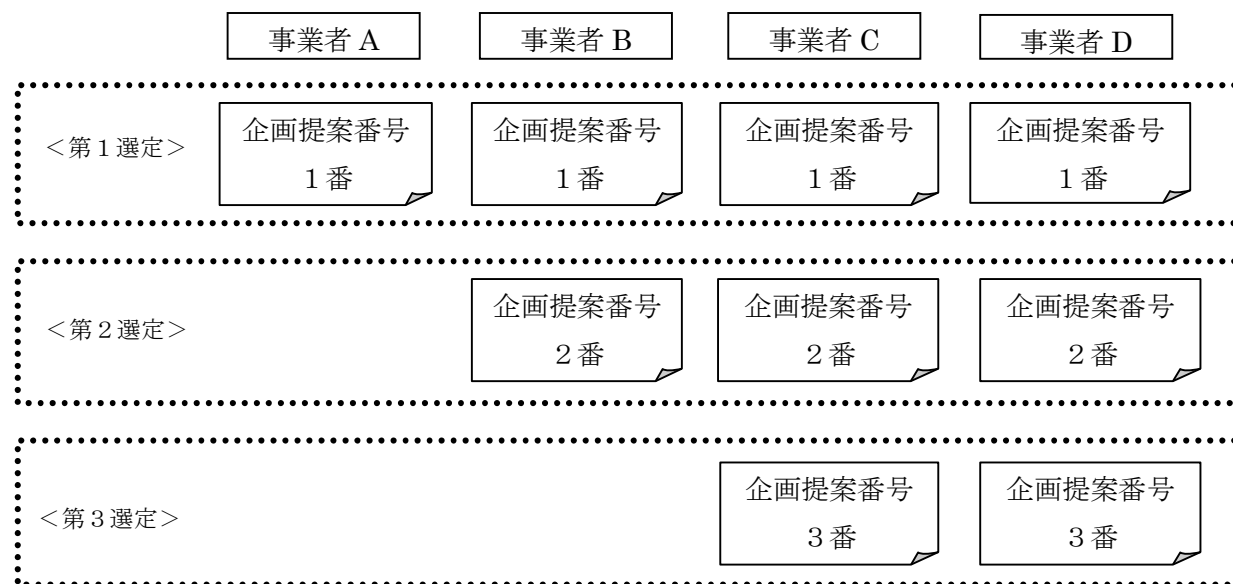 事業者 A
事業者 B
事業者 C
事業者 D
＜第１選定＞
企画提案番号
１番
企画提案番号
１番
企画提案番号
１番
企画提案番号
１番
＜第２選定＞
企画提案番号
２番
企画提案番号
２番
企画提案番号
２番
＜第３選定＞
企画提案番号
３番
企画提案番号
３番